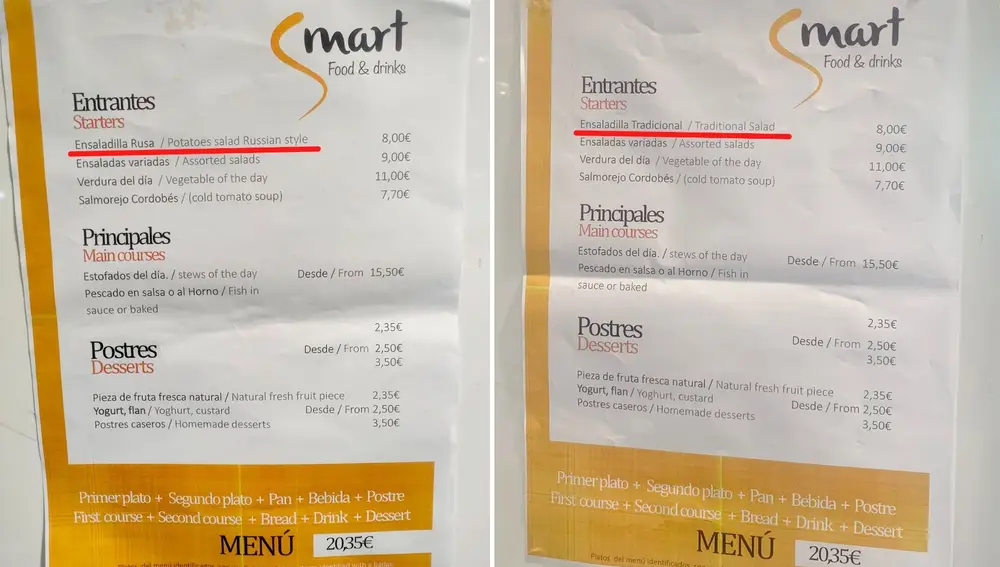 Smart
Food & drinks
Entrantes
Starters
Ensaladilla Rusa / Potatoes salad Russian style 8,00€
Ensaladas variadas / Assorted salads 9,00€
Verdura del día / Vegetable of the day 11,00€
Salmorejo Cordobés / (cold tomato soup) 7,70€
Principales
Main courses
Estofados del día. / stews of the day Desde / From 15,50€
Pescado en salsa o al Horno / Fish in
sauce or baked
2,35€
Postres Desde / From 2,50€
Desserts 3,50€
Pieza de fruta fresca natural / Natural fresh fruit piece 2,35€
Yogurt, flan / Yoghurt, custard Desde / From 2,50€
Postres caseros / Homemade desserts 3,50€
Primer plato + Segundo plato + Pan + Bebida + Postre
First course + Second course + Bread + Drink + Dessert
MENÚ 20,35€
Smart
Food & drinks
Entrantes
Starters
Ensaladilla Tradicional / Traditional Salad 8,00€
Ensaladas variadas / Assorted salads 9,00€
Verdura del día / Vegetable of the day 11,00€
Salmorejo Cordobés / (cold tomato soup) 7,70€
Principales
Main courses
Estofados del día. / stews of the day Desde / From 15,50€
Pescado en salsa o al Horno / Fish in
sauce or baked
2,35€
Postres Desde / From 2,50€
Desserts 3,50€
Pieza de fruta fresca natural / Natural fresh fruit piece 2,35€
Yogurt, flan / Yoghurt, custard Desde / From 2,50€
Postres caseros / Homemade desserts 3,50€
Primer plato + Segundo plato + Pan + Bebida + Postre
First course + Second course + Bread + Drink + Dessert
MENÚ 20,35€
Platos del menú identificados